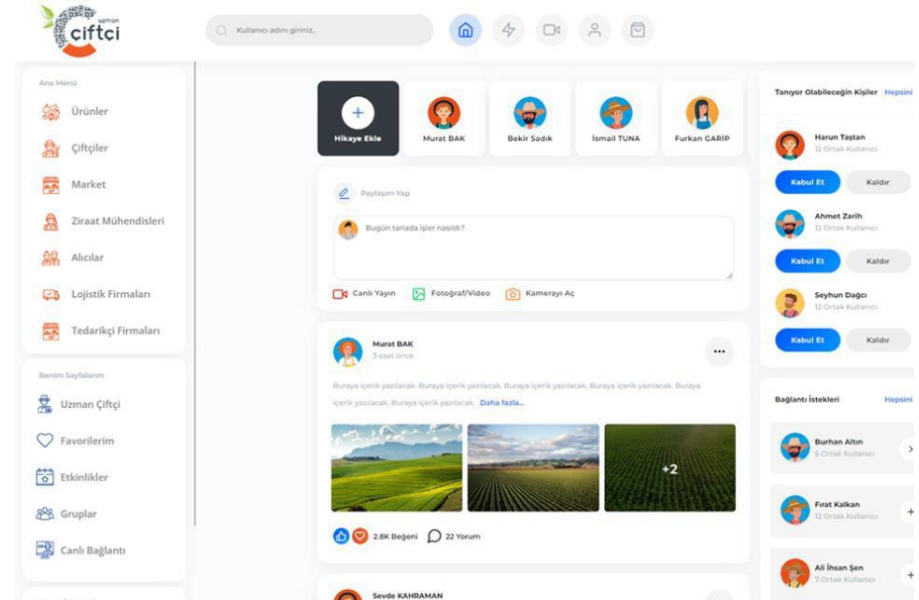 uzman
çiftçi
Kullanıcı adını giriniz..
Ana Menü
Ürünler
Çiftçiler
Market
Ziraat Mühendisleri
Alıcılar
Lojistik Firmaları
Tedarikçi Firmaları
Benim Sayfalarım
Uzman Çiftçi
Favorilerim
Etkinlikler
Gruplar
Canlı Bağlantı
Hikaye Ekle
Murat BAK
Bekir Sadık
İsmail TUNA
Furkan GARİP
Paylaşım Yap
Bugün tarlada işler nasıldı?
Canlı Yayın
Fotoğraf/Video
Kamerayı Aç
Murat BAK
3 saat önce
Buraya içerik yazılacak. Buraya içerik yazılacak. Buraya içerik yazılacak. Buraya içerik yazılacak. Buraya
içerik yazılacak. Buraya içerik yazılacak. Daha fazla...
+2
2.8K Beğeni
22 Yorum
Sevde KAHRAMAN
Tanıyor Olabileceğin Kişiler Hepsini
Harun Taştan
12 Ortak Kullanıcı
Kabul Et Kaldır
Ahmet Zarih
12 Ortak Kullanıcı
Kabul Et Kaldır
Seyhun Dağcı
12 Ortak Kullanıcı
Kabul Et Kaldır
Bağlantı İstekleri Hepsini
Burhan Altın
5 Ortak Kullanıcı
Fırat Kalkan
12 Ortak Kullanıcı
Ali İhsan Şen
7 Ortak Kullanıcı